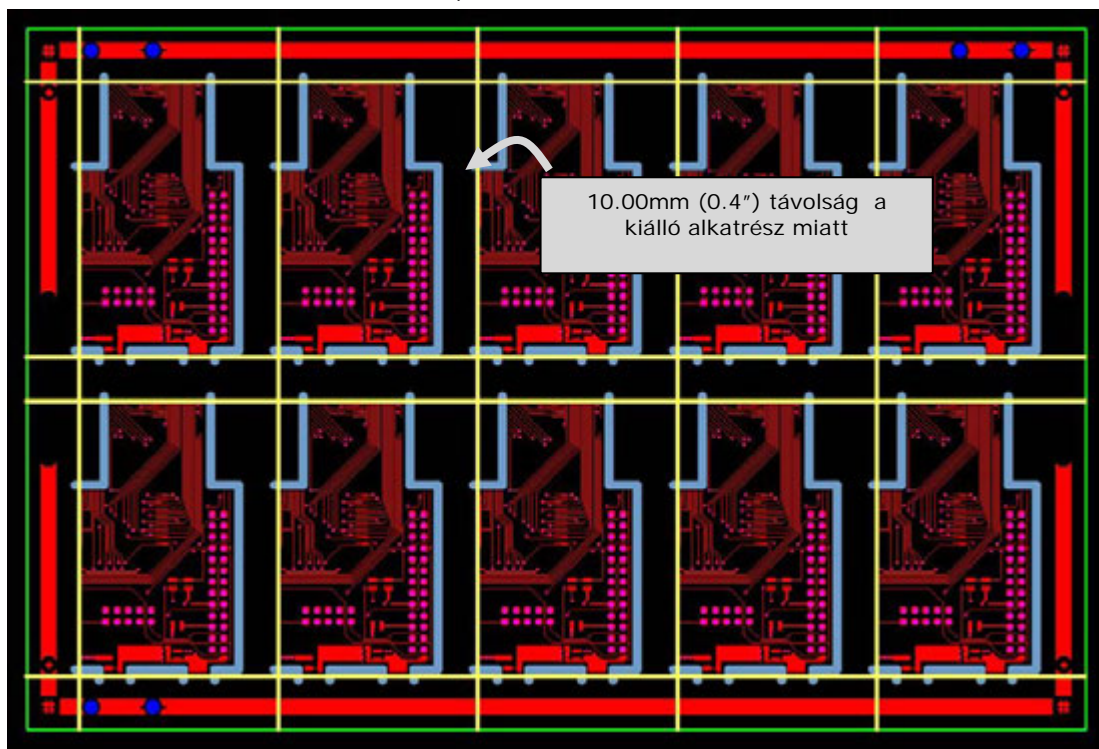 10.00mm (0.4″) távolság a
kiálló alkatrész miatt